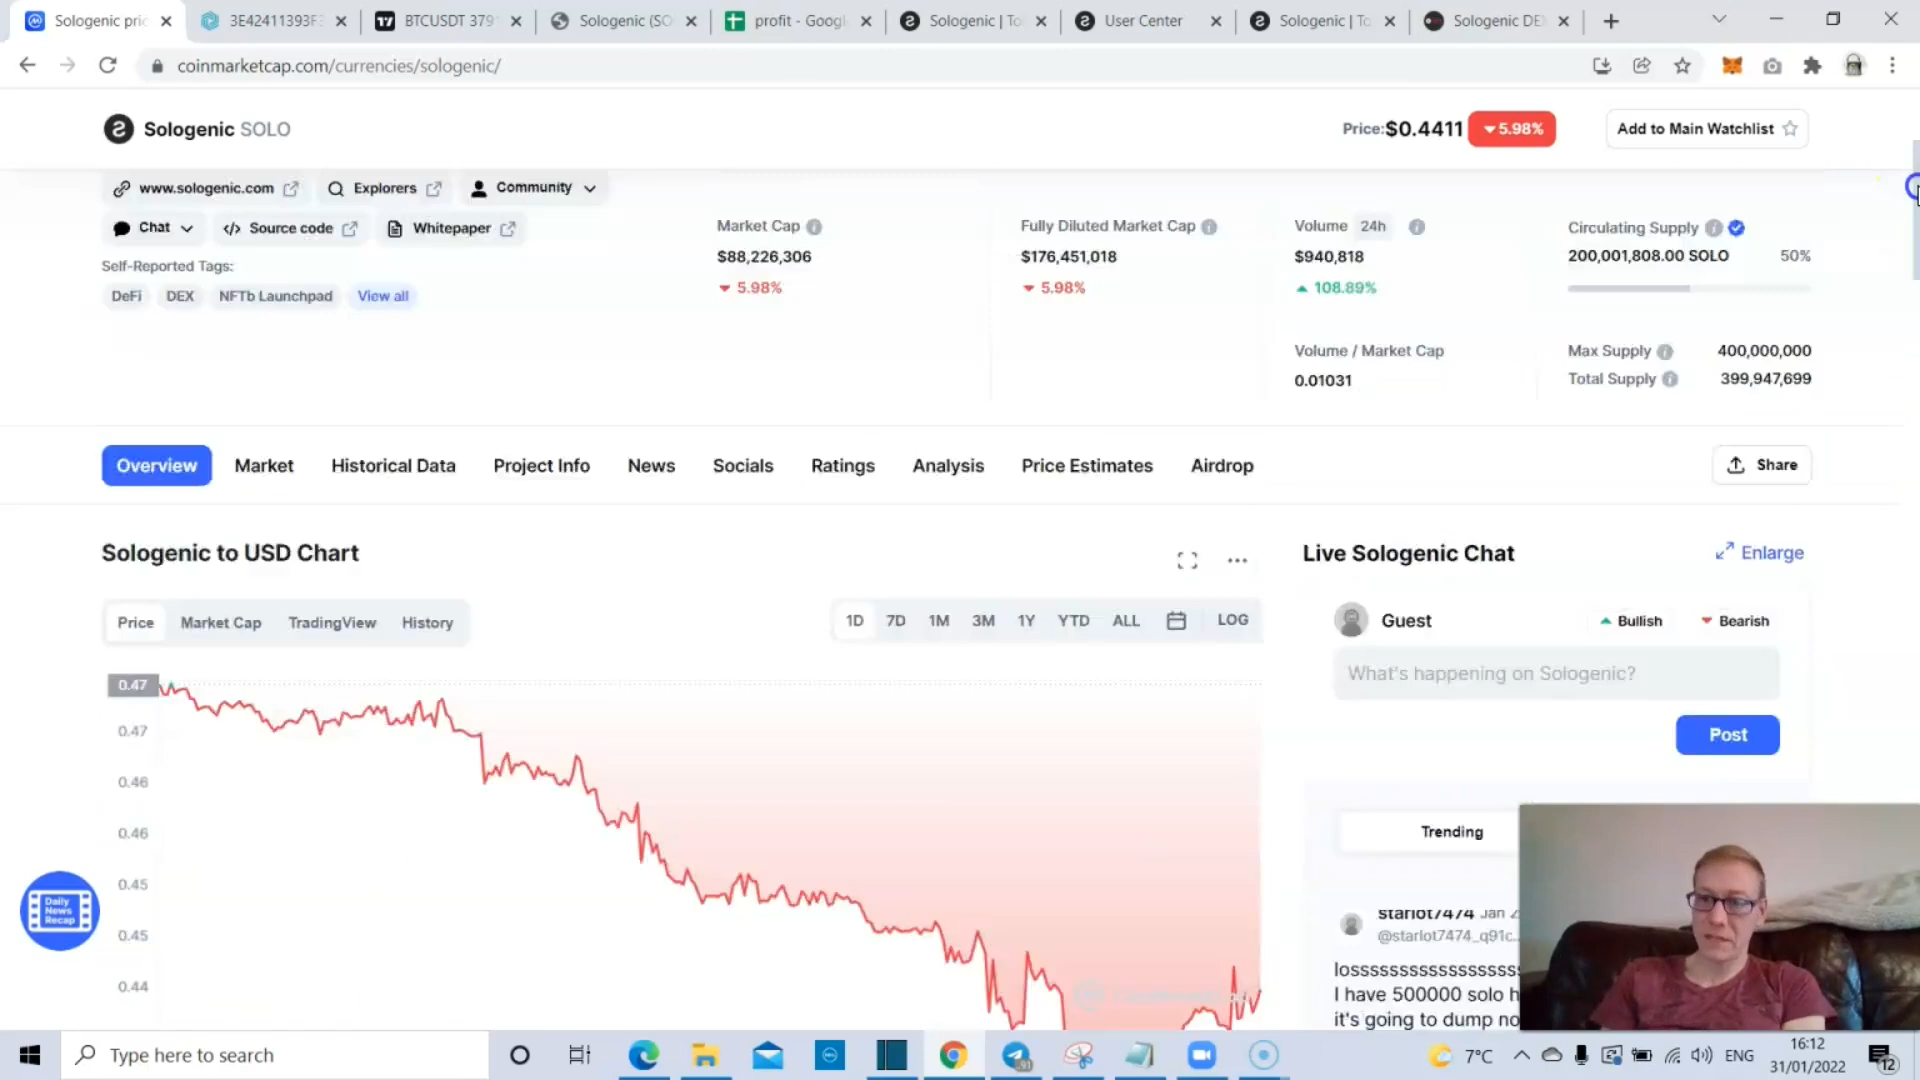 Sologenic pric
3E42411393F3
BTCUSDT 379
Sologenic (SO
profit - Googl
Sologenic | To
User Center
Sologenic | To
Sologenic DE
coinmarketcap.com/currencies/sologenic/
Sologenic SOLO
Price:$0.4411
5.98%
Add to Main Watchlist
www.sologenic.com
Explorers
Community
Chat
Source code
Whitepaper
Self-Reported Tags:
DeFi
DEX
NFTb Launchpad
View all
Market Cap
$88,226,306
5.98%
Fully Diluted Market Cap
$176,451,018
5.98%
Volume 24h
$940,818
108.89%
Volume / Market Cap
0.01031
Circulating Supply
200,001,808.00 SOLO 50%
Max Supply 400,000,000
Total Supply 399,947,699
Overview
Market
Historical Data
Project Info
News
Socials
Ratings
Analysis
Price Estimates
Airdrop
Share
Sologenic to USD Chart
Price
Market Cap
TradingView
History
1D
7D
1M
3M
1Y
YTD
ALL
LOG
0.47
0.47
0.46
0.46
0.45
0.45
0.44
Daily
News
Recap
Live Sologenic Chat
Enlarge
Guest
Bullish
Bearish
What's happening on Sologenic?
Post
Trending
starlot7474 Jan 2
@starlot7474_q91c...
I have 500000 solo h
it's going to dump no
Type here to search
7°C
ENG
16:12
31/01/2022
12